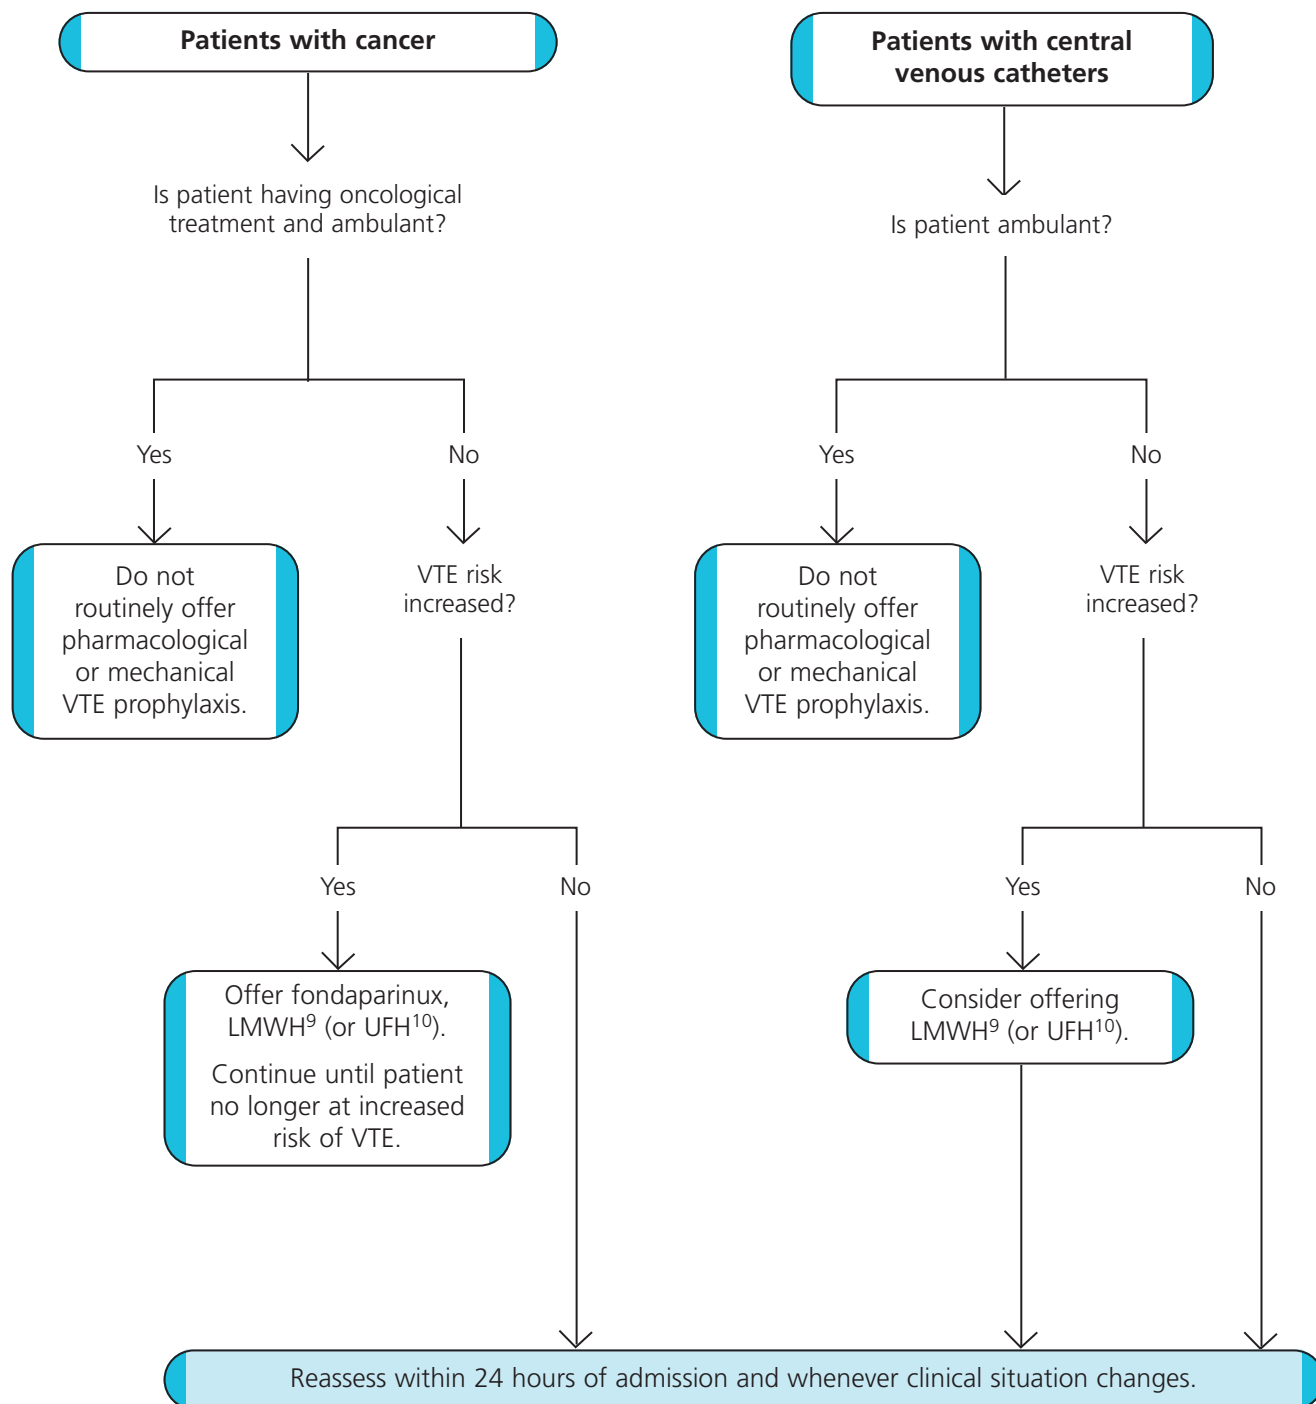 Patients with cancer
Is patient having oncological
treatment and ambulant?
Yes
No
Do not
routinely offer
pharmacological
or mechanical
VTE prophylaxis.
VTE risk
increased?
Yes
No
Offer fondaparinux,
LMWH⁹ (or UFH¹⁰).
Continue until patient
no longer at increased
risk of VTE.
Patients with central
venous catheters
Is patient ambulant?
Yes
No
Do not
routinely offer
pharmacological
or mechanical
VTE prophylaxis.
VTE risk
increased?
Yes
No
Consider offering
LMWH⁹ (or UFH¹⁰).
Reassess within 24 hours of admission and whenever clinical situation changes.